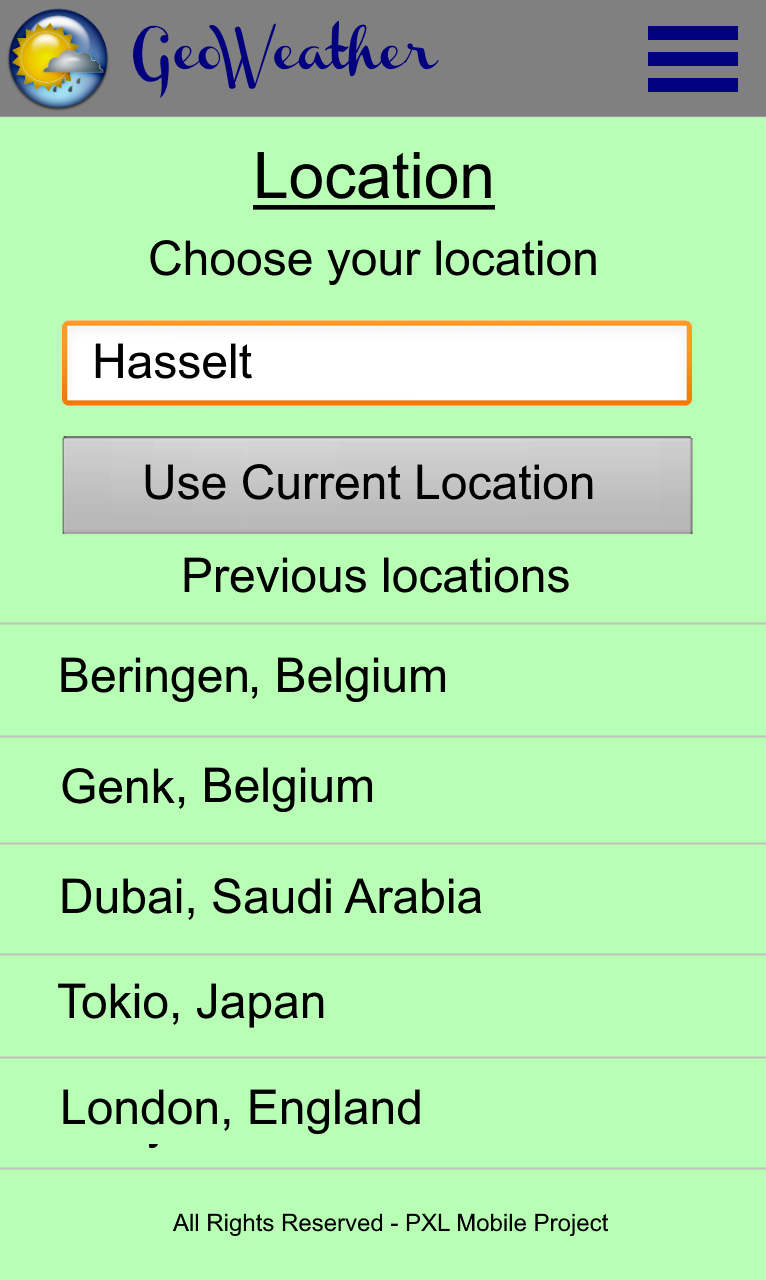 GeoWeather
Location
Choose your location
Hasselt
Use Current Location
Previous locations
Beringen, Belgium
Genk, Belgium
Dubai, Saudi Arabia
Tokio, Japan
London, England
All Rights Reserved - PXL Mobile Project